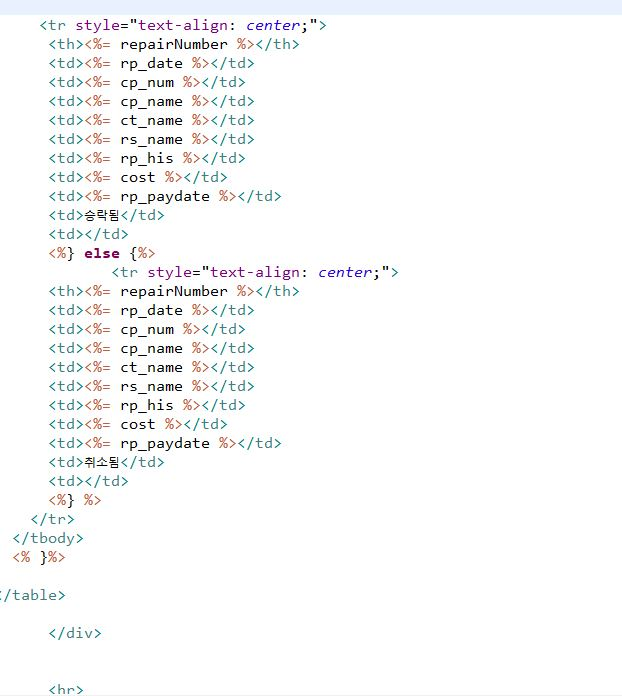 <tr style="text-align: center;">
<th><%= repairNumber %></th>
<td><%= rp_date %></td>
<td><%= cp_num %></td>
<td><%= cp_name %></td>
<td><%= ct_name %></td>
<td><%= rs_name %></td>
<td><%= rp_his %></td>
<td><%= cost %></td>
<td><%= rp_paydate %></td>
<td>승락됨</td>
<td></td>
<%} else {%>
<tr style="text-align: center;">
<th><%= repairNumber %></th>
<td><%= rp_date %></td>
<td><%= cp_num %></td>
<td><%= cp_name %></td>
<td><%= ct_name %></td>
<td><%= rs_name %></td>
<td><%= rp_his %></td>
<td><%= cost %></td>
<td><%= rp_paydate %></td>
<td>취소됨</td>
<td></td>
<%} %>
</tr>
</tbody>
<% }%>
/table>
</div>
<hr>